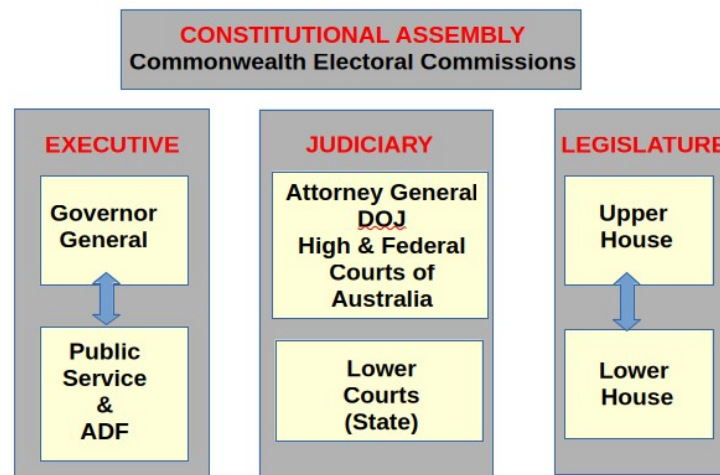 CONSTITUTIONAL ASSEMBLY
Commonwealth Electoral Commissions
EXECUTIVE
Governor
General
Public
Service
&
ADF
JUDICIARY
Attorney General
DOJ
High & Federal
Courts of
Australia
Lower
Courts
(State)
LEGISLATURE
Upper
House
Lower
House